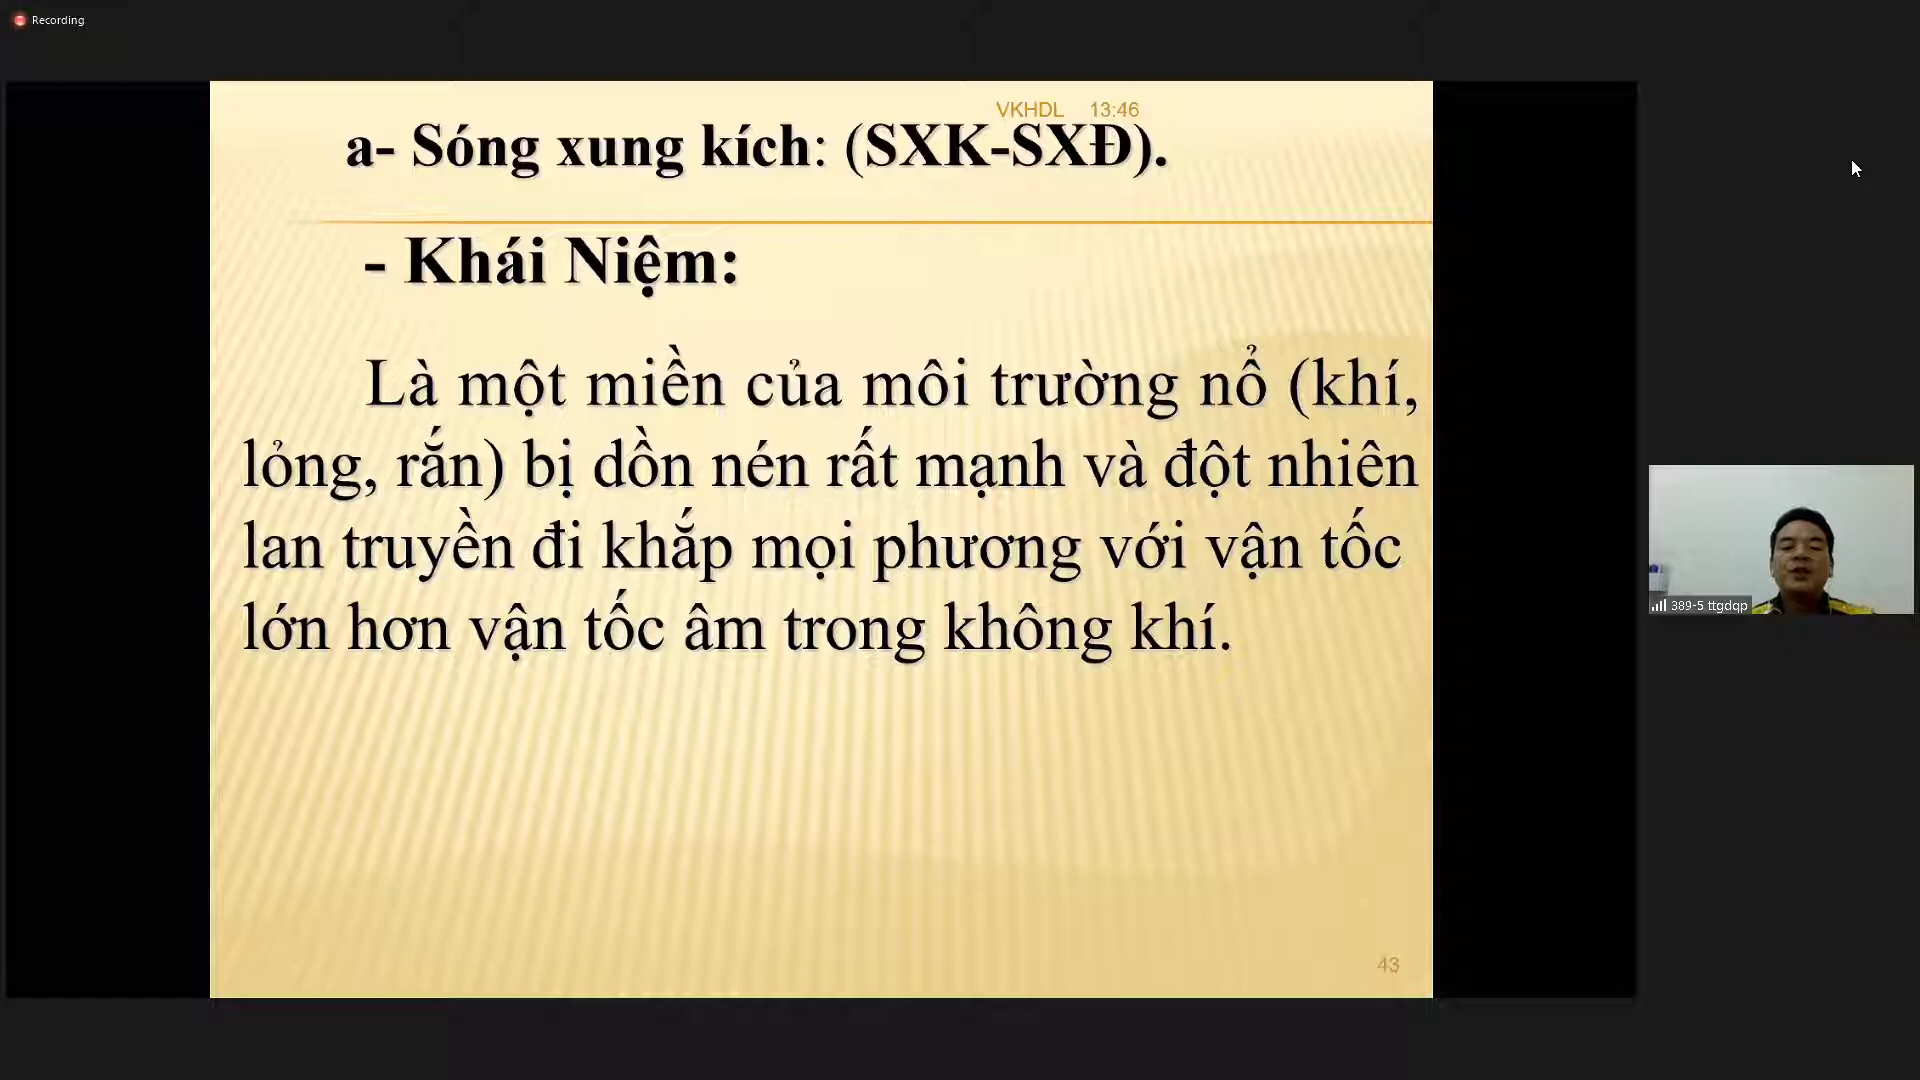 Recording
VKHDL 13:46
a- Sóng xung kích: (SXK-SXĐ).
- Khái Niệm:
Là một miền của môi trường nổ (khí,
lỏng, rắn) bị dồn nén rất mạnh và đột nhiên
lan truyền đi khắp mọi phương với vận tốc
lớn hơn vận tốc âm trong không khí.
389-5 ttgdqp
43